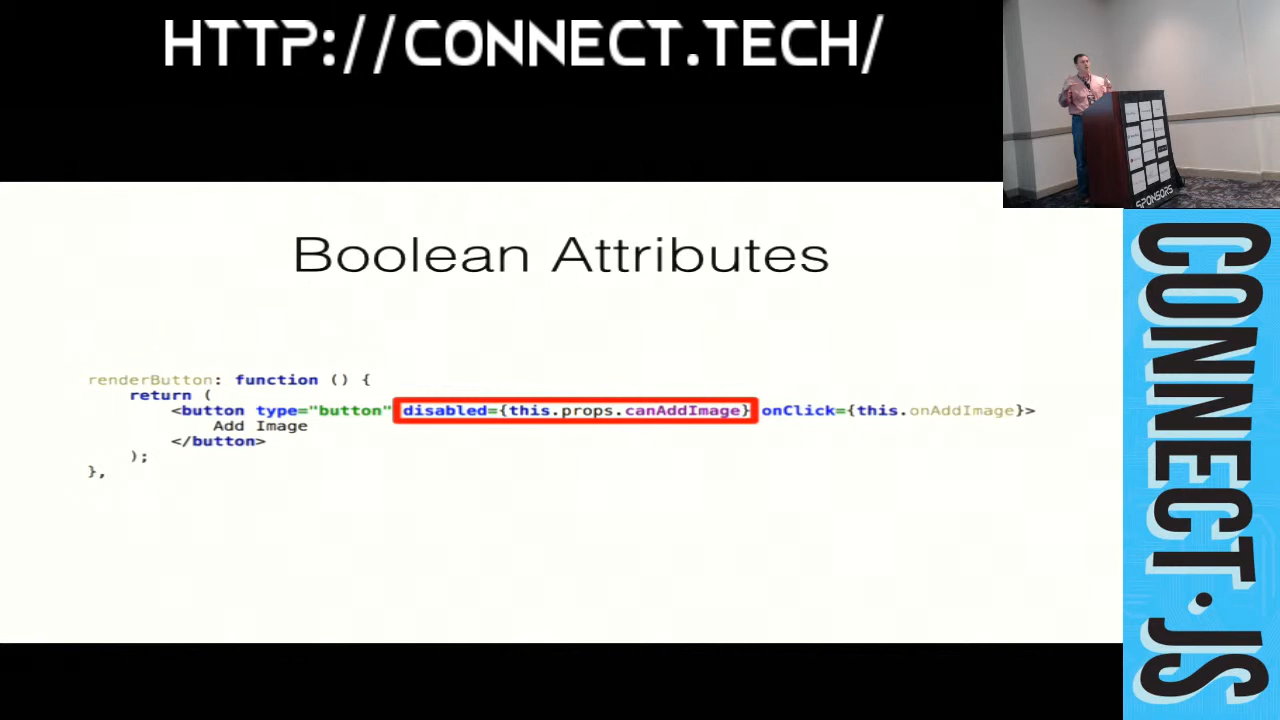 HTTP://CONNECT.TECH/
SPONSORS
Boolean Attributes
renderButton: function () {
return (
<button type="button" disabled={this.props.canAddImage} onClick={this.onAddImage}>
Add Image
</button>
);
},
CONNECT.JS